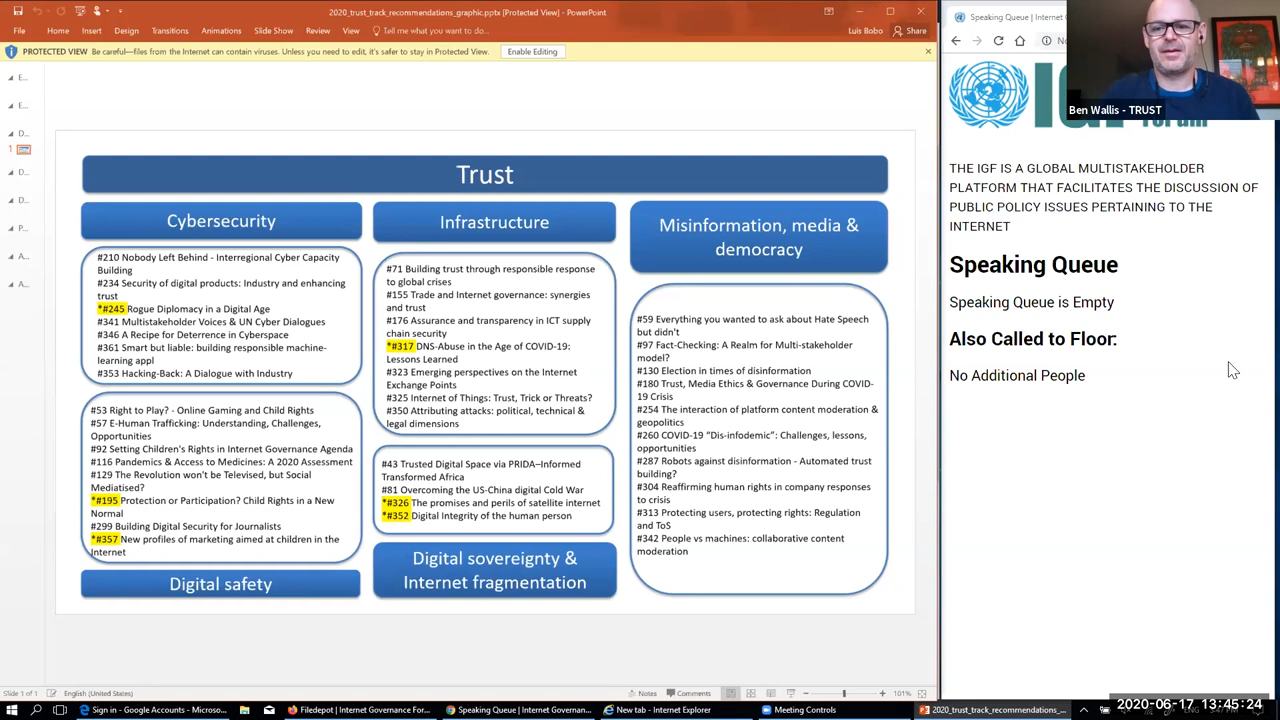 2020_trust_track_recommendations_graphic.pptx [Protected View] - PowerPoint
File Home Insert Design Transitions Animations Slide Show Review View Tell me what you want to do... Luis Bobo Share
PROTECTED VIEW Be careful—files from the Internet can contain viruses. Unless you need to edit, it's safer to stay in Protected View. Enable Editing
E...
E...
D...
1
D...
D...
P...
A...
A...
Trust
Cybersecurity
#210 Nobody Left Behind - Interregional Cyber Capacity
Building
#234 Security of digital products: Industry and enhancing
trust
*#245 Rogue Diplomacy in a Digital Age
#341 Multistakeholder Voices & UN Cyber Dialogues
#346 A Recipe for Deterrence in Cyberspace
#361 Smart but liable: building responsible machine-
learning appl
#353 Hacking-Back: A Dialogue with Industry
#53 Right to Play? - Online Gaming and Child Rights
#57 E-Human Trafficking: Understanding, Challenges,
Opportunities
#92 Setting Children's Rights in Internet Governance Agenda
#116 Pandemics & Access to Medicines: A 2020 Assessment
#129 The Revolution won't be Televised, but Social
Mediatised?
*#195 Protection or Participation? Child Rights in a New
Normal
#299 Building Digital Security for Journalists
*#357 New profiles of marketing aimed at children in the
Internet
Digital safety
Infrastructure
#71 Building trust through responsible response
to global crises
#155 Trade and Internet governance: synergies
and trust
#176 Assurance and transparency in ICT supply
chain security
*#317 DNS-Abuse in the Age of COVID-19:
Lessons Learned
#323 Emerging perspectives on the Internet
Exchange Points
#325 Internet of Things: Trust, Trick or Threats?
#350 Attributing attacks: political, technical &
legal dimensions
#43 Trusted Digital Space via PRIDA–Informed
Transformed Africa
#81 Overcoming the US-China digital Cold War
*#326 The promises and perils of satellite internet
*#352 Digital Integrity of the human person
Digital sovereignty &
Internet fragmentation
Misinformation, media &
democracy
#59 Everything you wanted to ask about Hate Speech
but didn't
#97 Fact-Checking: A Realm for Multi-stakeholder
model?
#130 Election in times of disinformation
#180 Trust, Media Ethics & Governance During COVID-
19 Crisis
#254 The interaction of platform content moderation &
geopolitics
#260 COVID-19 “Dis-infodemic”: Challenges, lessons,
opportunities
#287 Robots against disinformation - Automated trust
building?
#304 Reaffirming human rights in company responses
to crisis
#313 Protecting users, protecting rights: Regulation
and ToS
#342 People vs machines: collaborative content
moderation
Slide 1 of 1 English (United States) Notes Comments 101%
Speaking Queue | Internet
Ben Wallis - TRUST
IGF
THE IGF IS A GLOBAL MULTISTAKEHOLDER
PLATFORM THAT FACILITATES THE DISCUSSION OF
PUBLIC POLICY ISSUES PERTAINING TO THE
INTERNET
Speaking Queue
Speaking Queue is Empty
Also Called to Floor:
No Additional People
2020-06-17 13:45:24
Sign in - Google Accounts - Microso... Filedepot | Internet Governance For... Speaking Queue | Internet Governan... New tab - Internet Explorer Meeting Controls 2020_trust_track_recommendations_...